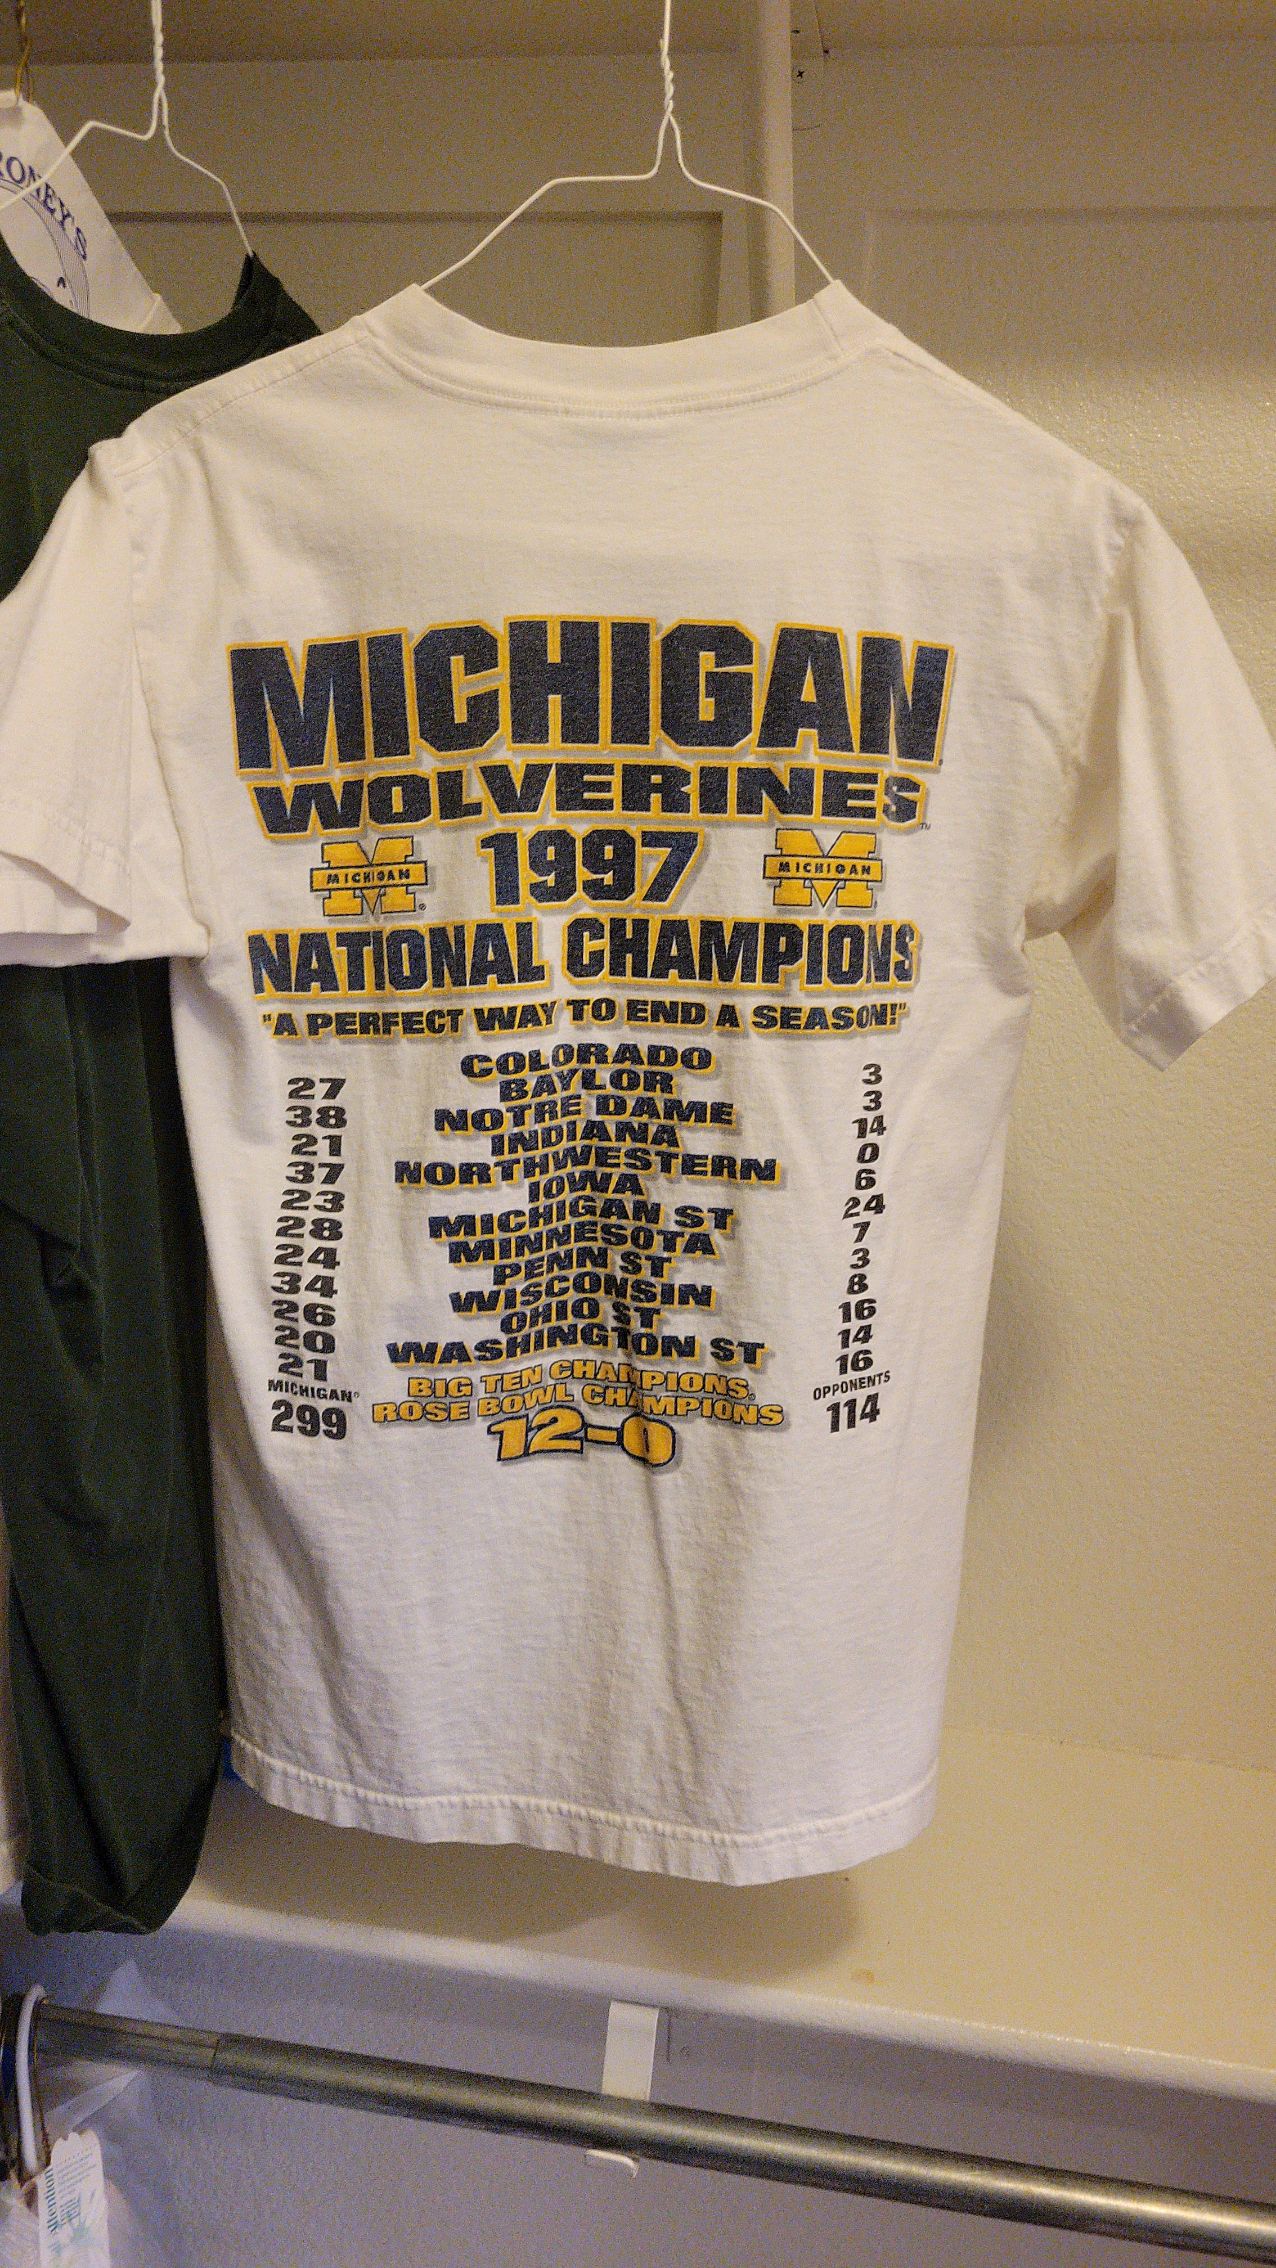 RONEY'S
MICHIGAN
WOLVERINES™
1997
MICHIGAN®
MICHIGAN
NATIONAL CHAMPIONS
"A PERFECT WAY TO END A SEASON!"
27
38
21
37
23
28
24
34
26
20
21
MICHIGAN®
299
COLORADO
BAYLOR
NOTRE DAME
INDIANA
NORTHWESTERN
IOWA
MICHIGAN ST
MINNESOTA
PENN ST
WISCONSIN
OHIO ST
WASHINGTON ST
BIG TEN CHAMPIONS®
ROSE BOWL CHAMPIONS
12-0
3
3
14
0
6
24
7
3
8
16
14
16
OPPONENTS
114